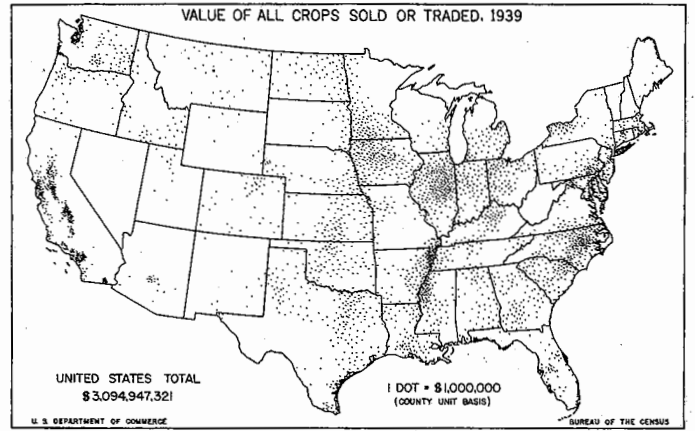 VALUE OF ALL CROPS SOLD OR TRADED, 1939
UNITED STATES TOTAL
$3,094,947,321
1 DOT = $1,000,000
(COUNTY UNIT BASIS)
U. S. DEPARTMENT OF COMMERCE
BUREAU OF THE CENSUS